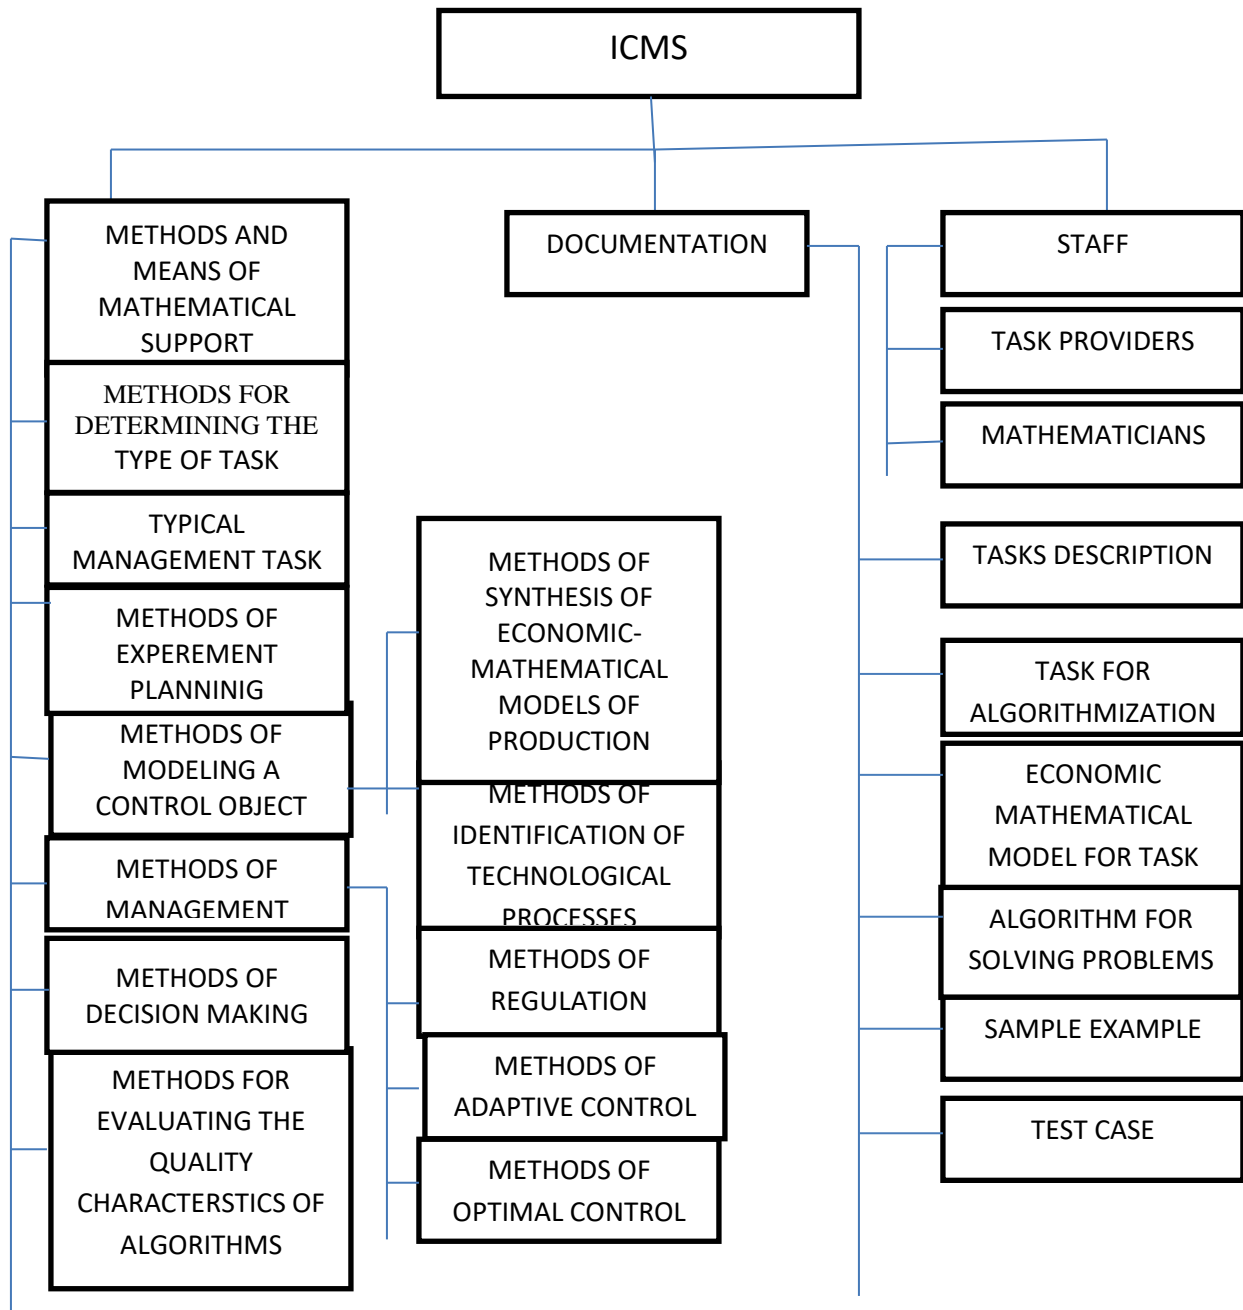 ICMS
METHODS AND
MEANS OF
MATHEMATICAL
SUPPORT
METHODS FOR
DETERMINING THE
TYPE OF TASK
TYPICAL
MANAGEMENT TASK
METHODS OF
EXPEREMENT
PLANNINIG
METHODS OF
MODELING A
CONTROL OBJECT
METHODS OF
MANAGEMENT
METHODS OF
DECISION MAKING
METHODS FOR
EVALUATING THE
QUALITY
CHARACTERSTICS OF
ALGORITHMS
METHODS OF
SYNTHESIS OF
ECONOMIC-
MATHEMATICAL
MODELS OF
PRODUCTION
METHODS OF
IDENTIFICATION OF
TECHNOLOGICAL
PROCESSES
METHODS OF
REGULATION
METHODS OF
ADAPTIVE CONTROL
METHODS OF
OPTIMAL CONTROL
DOCUMENTATION
STAFF
TASK PROVIDERS
MATHEMATICIANS
TASKS DESCRIPTION
TASK FOR
ALGORITHMIZATION
ECONOMIC
MATHEMATICAL
MODEL FOR TASK
ALGORITHM FOR
SOLVING PROBLEMS
SAMPLE EXAMPLE
TEST CASE